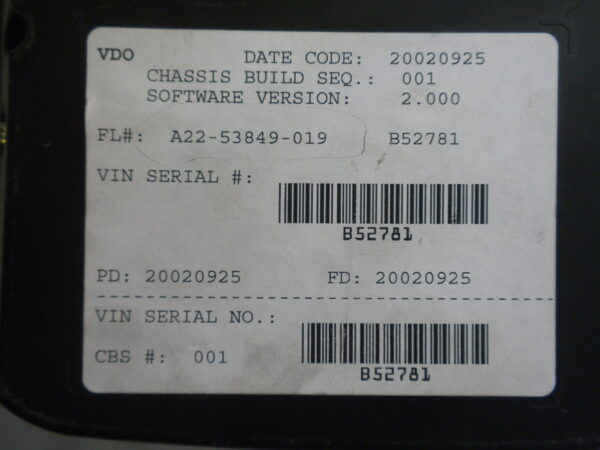 VDO DATE CODE: 20020925
CHASSIS BUILD SEQ.: 001
SOFTWARE VERSION: 2.000
FL#: A22-53849-019 B52781
VIN SERIAL #:
B52781
PD: 20020925 FD: 20020925
VIN SERIAL NO.:
CBS #: 001
B52781